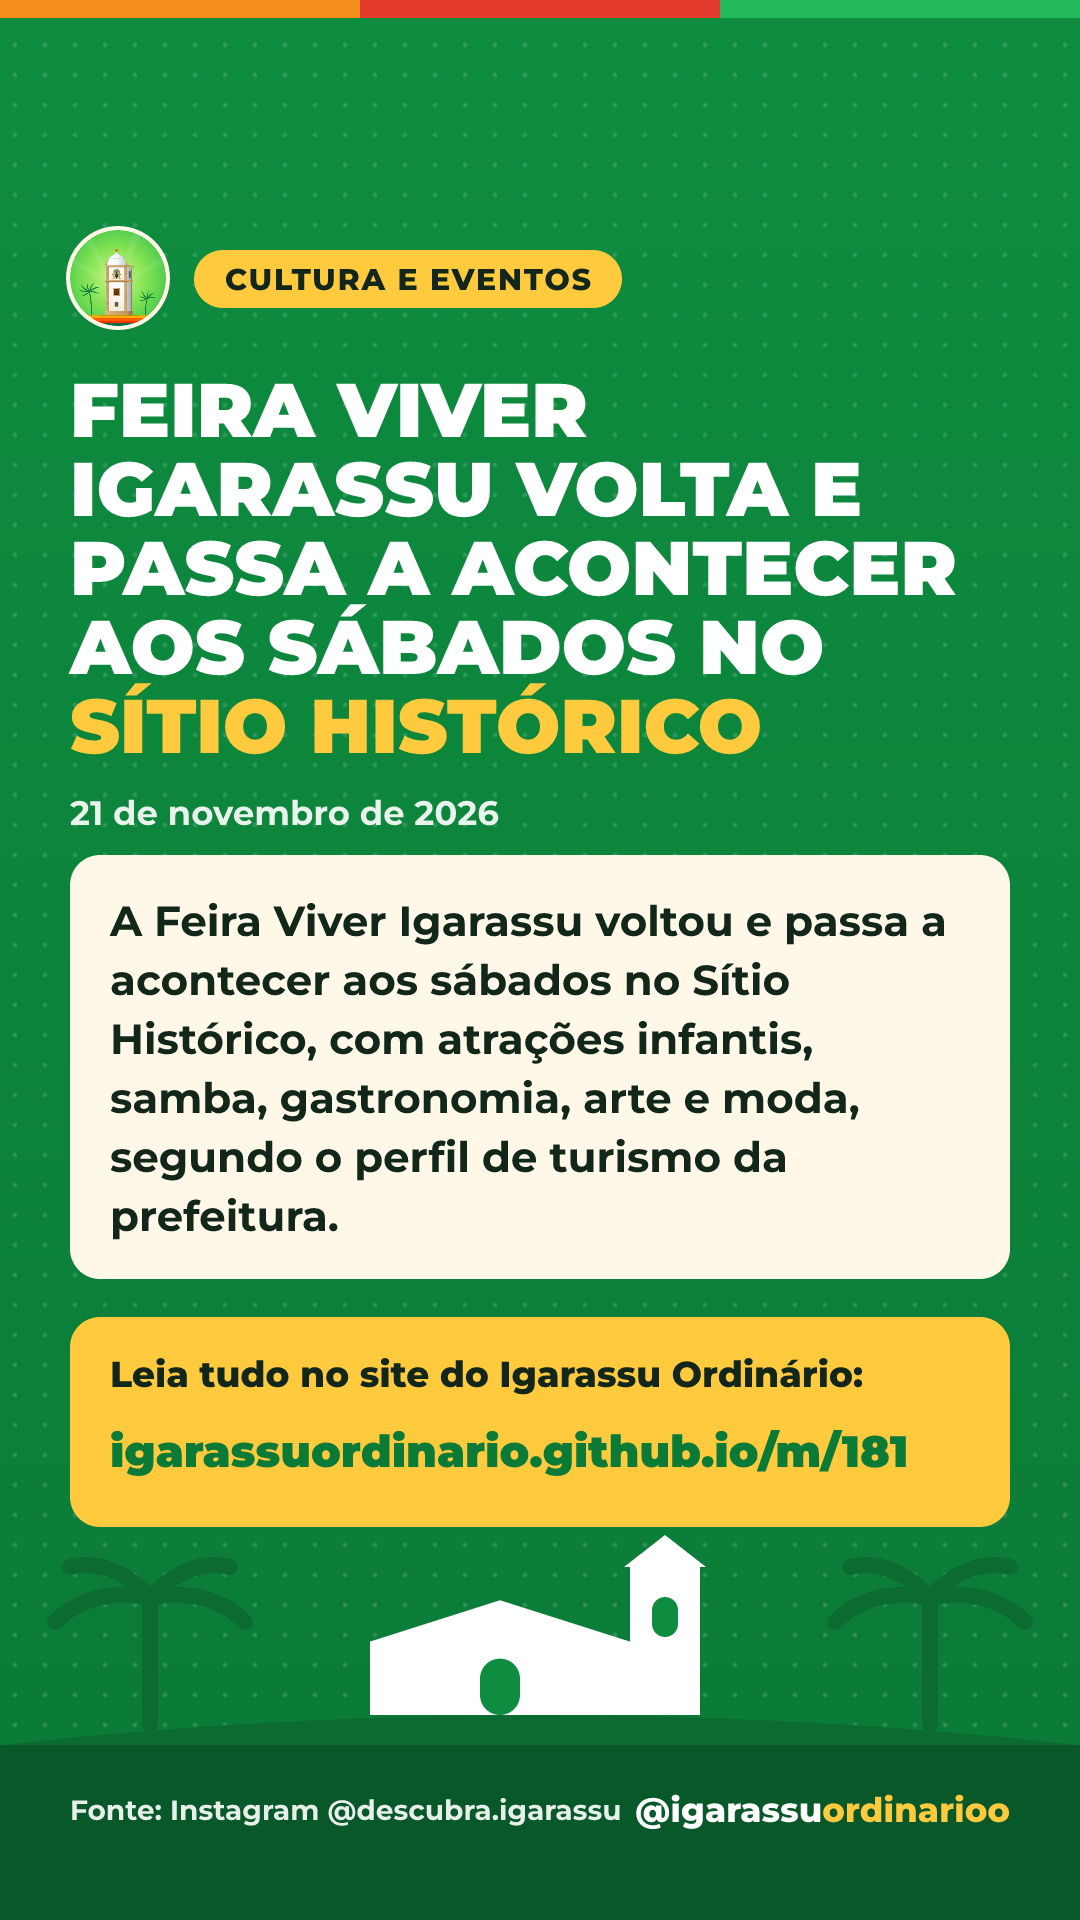 CULTURA E EVENTOS
FEIRA VIVER
IGARASSU VOLTA E
PASSA A ACONTECER
AOS SÁBADOS NO
SÍTIO HISTÓRICO
21 de novembro de 2026
A Feira Viver Igarassu voltou e passa a
acontecer aos sábados no Sítio
Histórico, com atrações infantis,
samba, gastronomia, arte e moda,
segundo o perfil de turismo da
prefeitura.
Leia tudo no site do Igarassu Ordinário:
igarassuordinario.github.io/m/181
Fonte: Instagram @descubra.igarassu @igarassuordinarioo